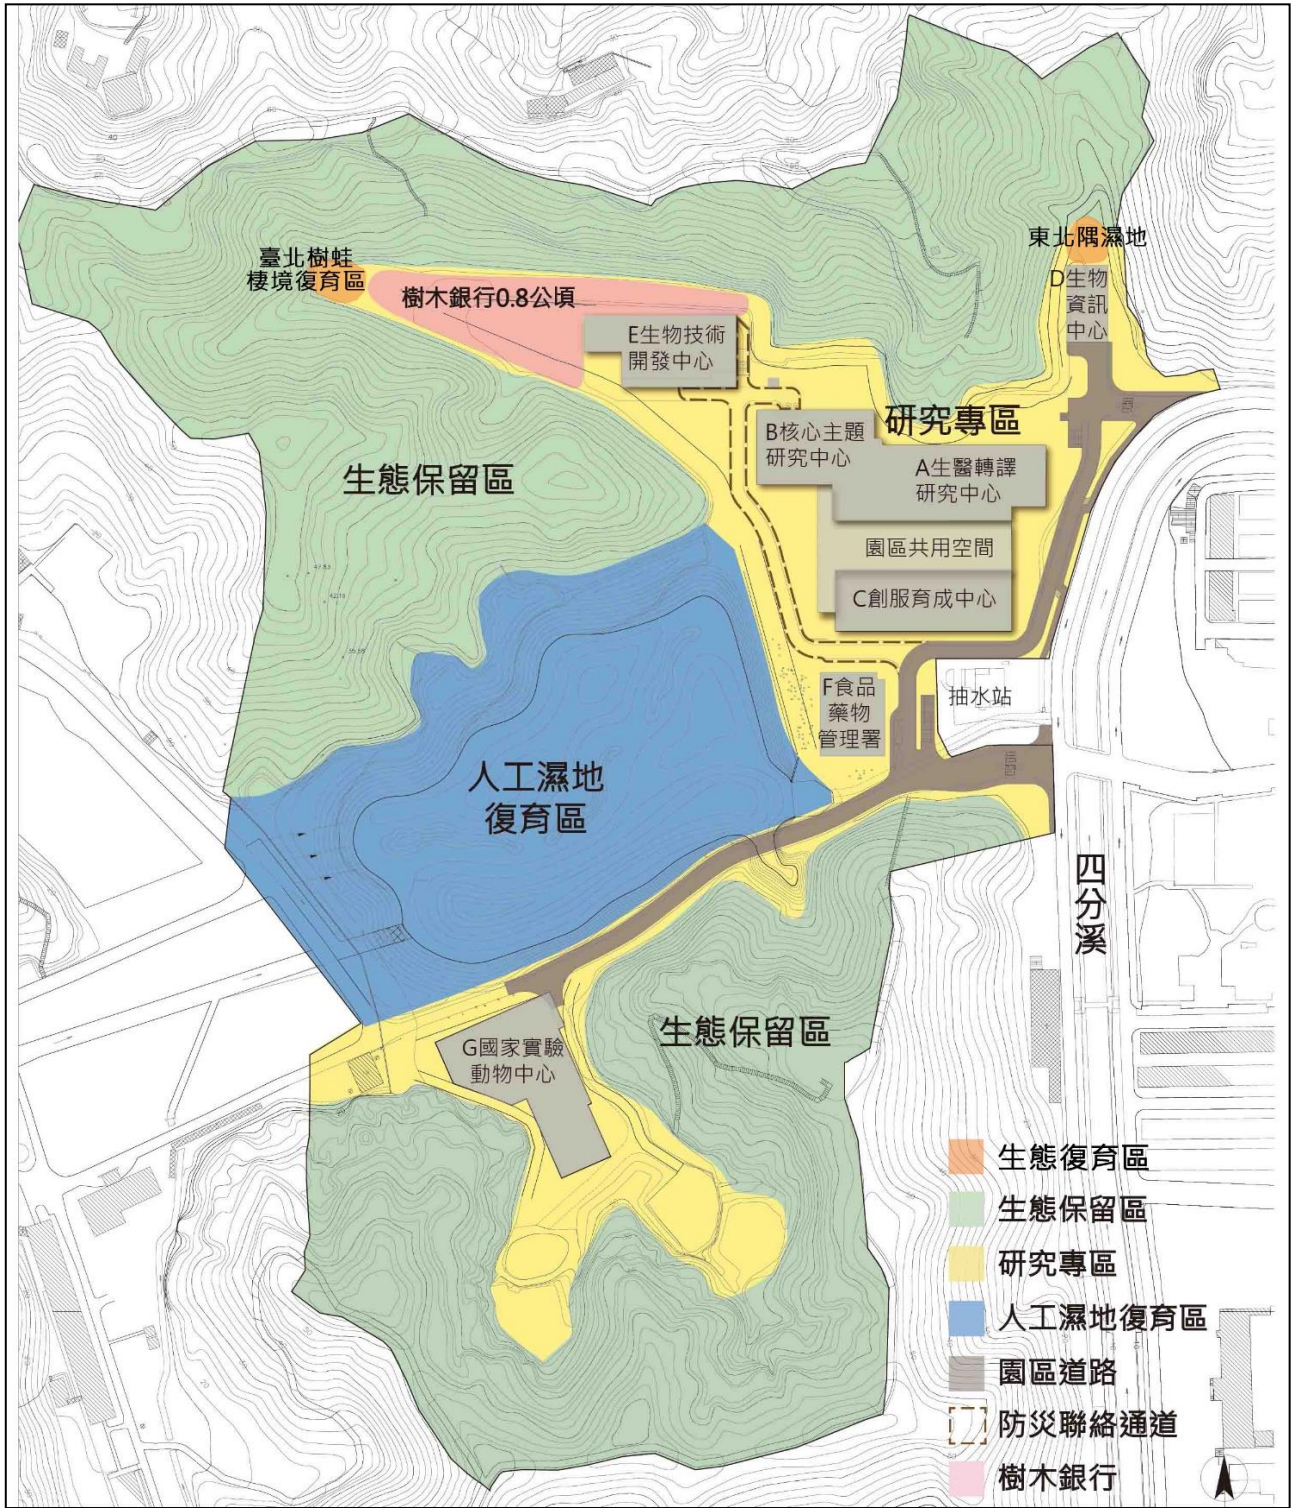 臺北樹蛙
棲境復育區
樹木銀行0.8公頃
東北隅濕地
D生物
資訊
中心
E生物技術
開發中心
研究專區
B核心主題
研究中心
A生醫轉譯
研究中心
園區共用空間
C創服育成中心
生態保留區
F食品
藥物
管理署
抽水站
人工濕地
復育區
四分溪
生態保留區
G國家實驗
動物中心
生態復育區
生態保留區
研究專區
人工濕地復育區
園區道路
防災聯絡通道
樹木銀行